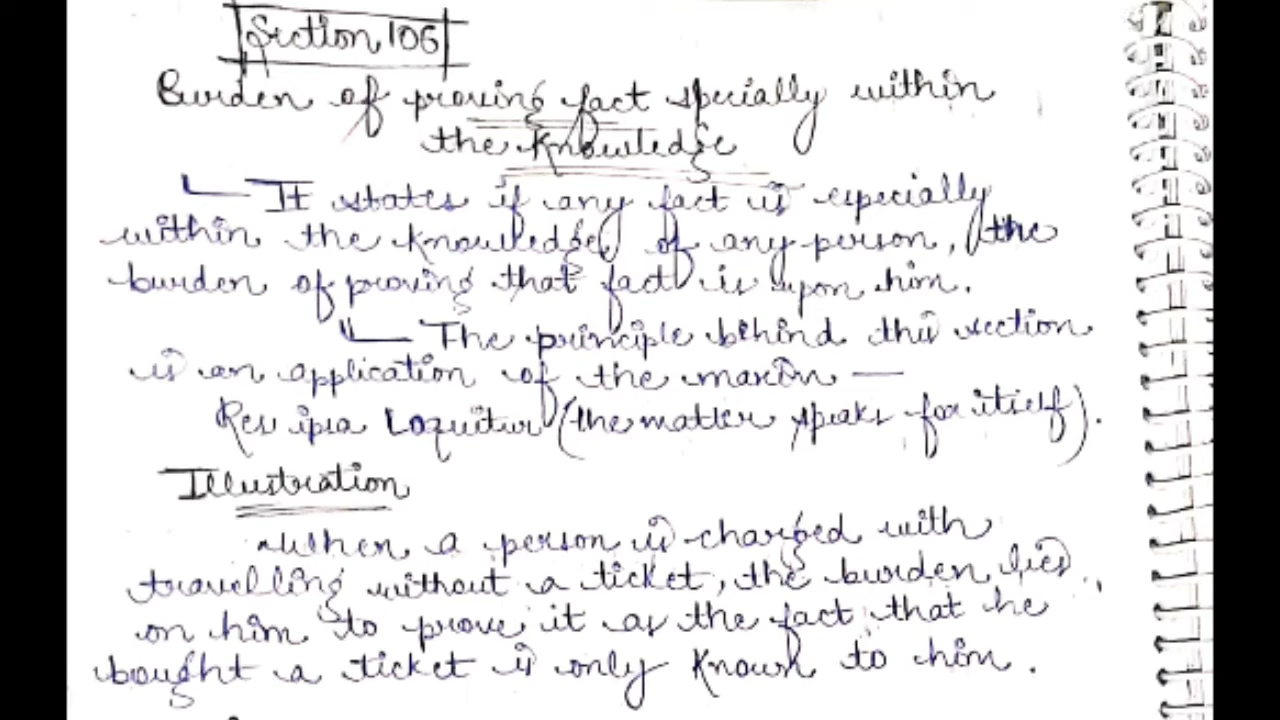 Section 106
Burden of proving fact specially within
the knowledge
It states if any fact is especially
within the knowledge of any person, the
burden of proving that fact is upon him.
The principle behind this section
is an application of the maxim —
Res ipsa Loquitur (the matter speaks for itself).
Illustration
When a person is charged with
travelling without a ticket, the burden lies
on him to prove it as the fact that he
bought a ticket is only known to him.